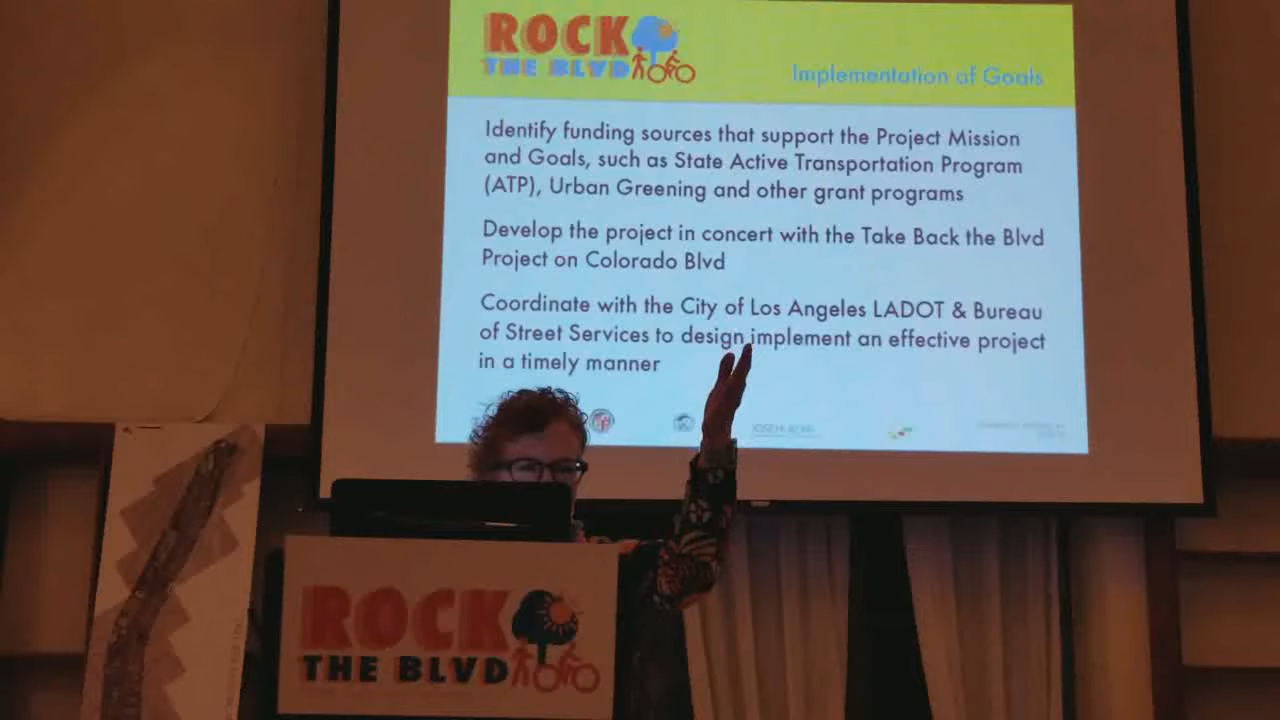 ROCK
THE BLVD
Implementation of Goals
Identify funding sources that support the Project Mission
and Goals, such as State Active Transportation Program
(ATP), Urban Greening and other grant programs
Develop the project in concert with the Take Back the Blvd
Project on Colorado Blvd
Coordinate with the City of Los Angeles LADOT & Bureau
of Street Services to design implement an effective project
in a timely manner
ROCK
THE BLVD